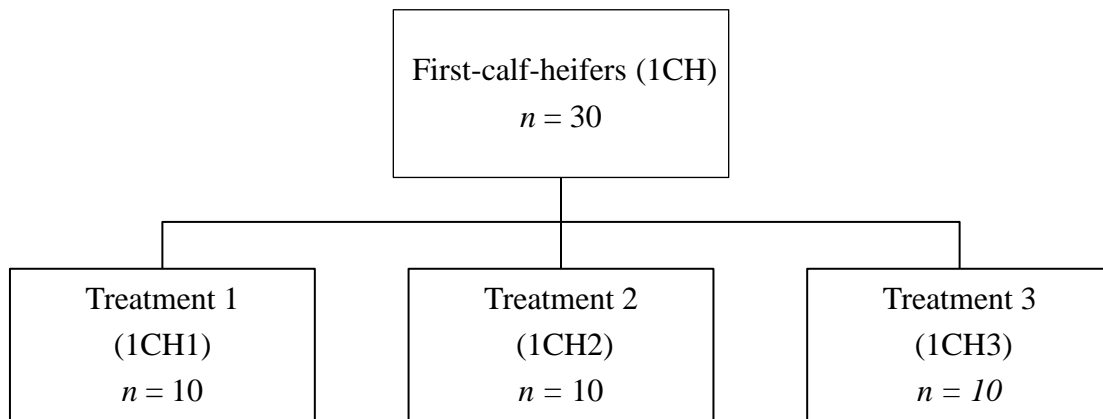 First-calf-heifers (1CH)
n = 30
Treatment 1
(1CH1)
n = 10
Treatment 2
(1CH2)
n = 10
Treatment 3
(1CH3)
n = 10